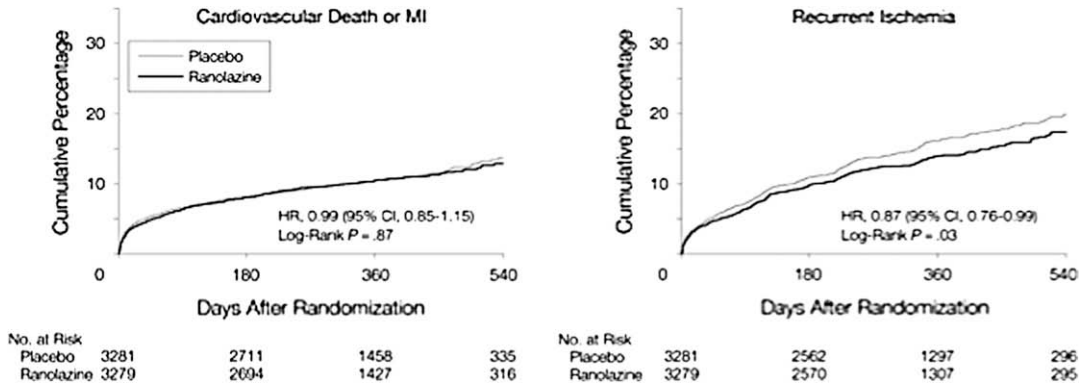 Cardiovascular Death or MI
Cumulative Percentage
30
20
10
0
Placebo
Ranolazine
HR, 0.99 (95% CI, 0.85-1.15)
Log-Rank P = .87
180
360
540
Days After Randomization
No. at Risk
Placebo 3281 2711 1458 335
Ranolazine 3279 2694 1427 316
Recurrent Ischemia
Cumulative Percentage
30
20
10
0
HR, 0.87 (95% CI, 0.76-0.99)
Log-Rank P = .03
180
360
540
Days After Randomization
No. at Risk
Placebo 3281 2562 1297 296
Ranolazine 3279 2570 1307 295